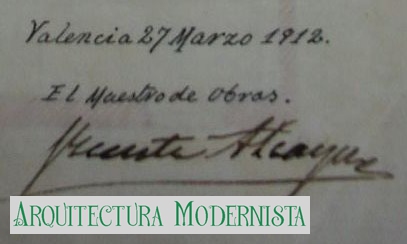 Valencia 27 Marzo 1912.
El Maestro de Obras.
Vicente Alcayne
ARQUITECTURA MODERNISTA